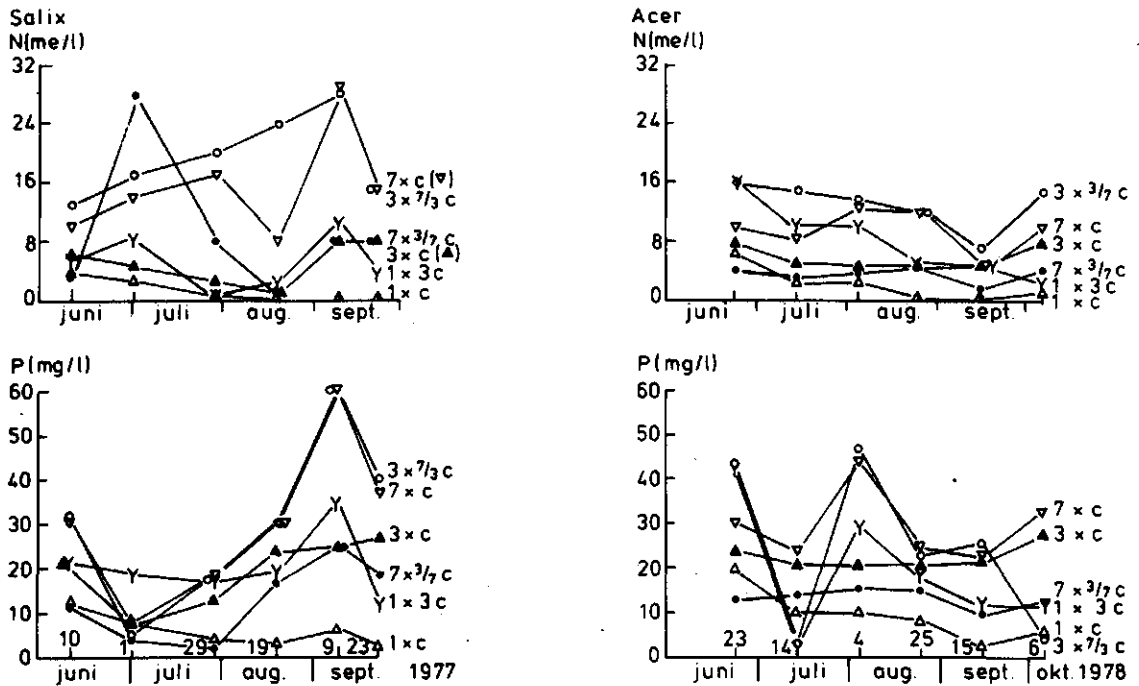 Salix
N(me/l)
32
24
16
8
0
juni juli aug. sept.
7 × c (▽)
3 × 7/3 c
7 × 3/7 c
3 × c (▲)
1 × 3 c
1 × c
Acer
N(me/l)
32
24
16
8
0
juni juli aug. sept.
3 × 3/7 c
7 × c
3 × c
7 × 3/7 c
1 × 3 c
1 × c
P(mg/l)
60
50
40
30
20
10
0
10 1 29 19 9 23
juni juli aug. sept. 1977
3 × 7/3 c
7 × c
3 × c
7 × 3/7 c
1 × 3 c
1 × c
P(mg/l)
60
50
40
30
20
10
0
23 14 4 25 15 6
juni juli aug. sept. okt. 1978
7 × c
3 × c
7 × 3/7 c
1 × 3 c
1 × c
3 × 7/3 c